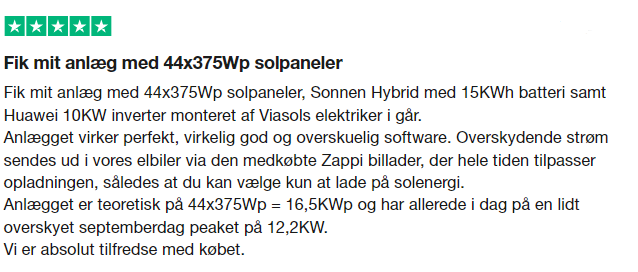 Fik mit anlæg med 44x375Wp solpaneler
Fik mit anlæg med 44x375Wp solpaneler, Sonnen Hybrid med 15KWh batteri samt
Huawei 10KW inverter monteret af Viasols elektriker i går.
Anlægget virker perfekt, virkelig god og overskuelig software. Overskydende strøm
sendes ud i vores elbiler via den medkøbte Zappi billader, der hele tiden tilpasser
opladningen, således at du kan vælge kun at lade på solenergi.
Anlægget er teoretisk på 44x375Wp = 16,5KWp og har allerede i dag på en lidt
overskyet septemberdag peaket på 12,2KW.
Vi er absolut tilfredse med købet.